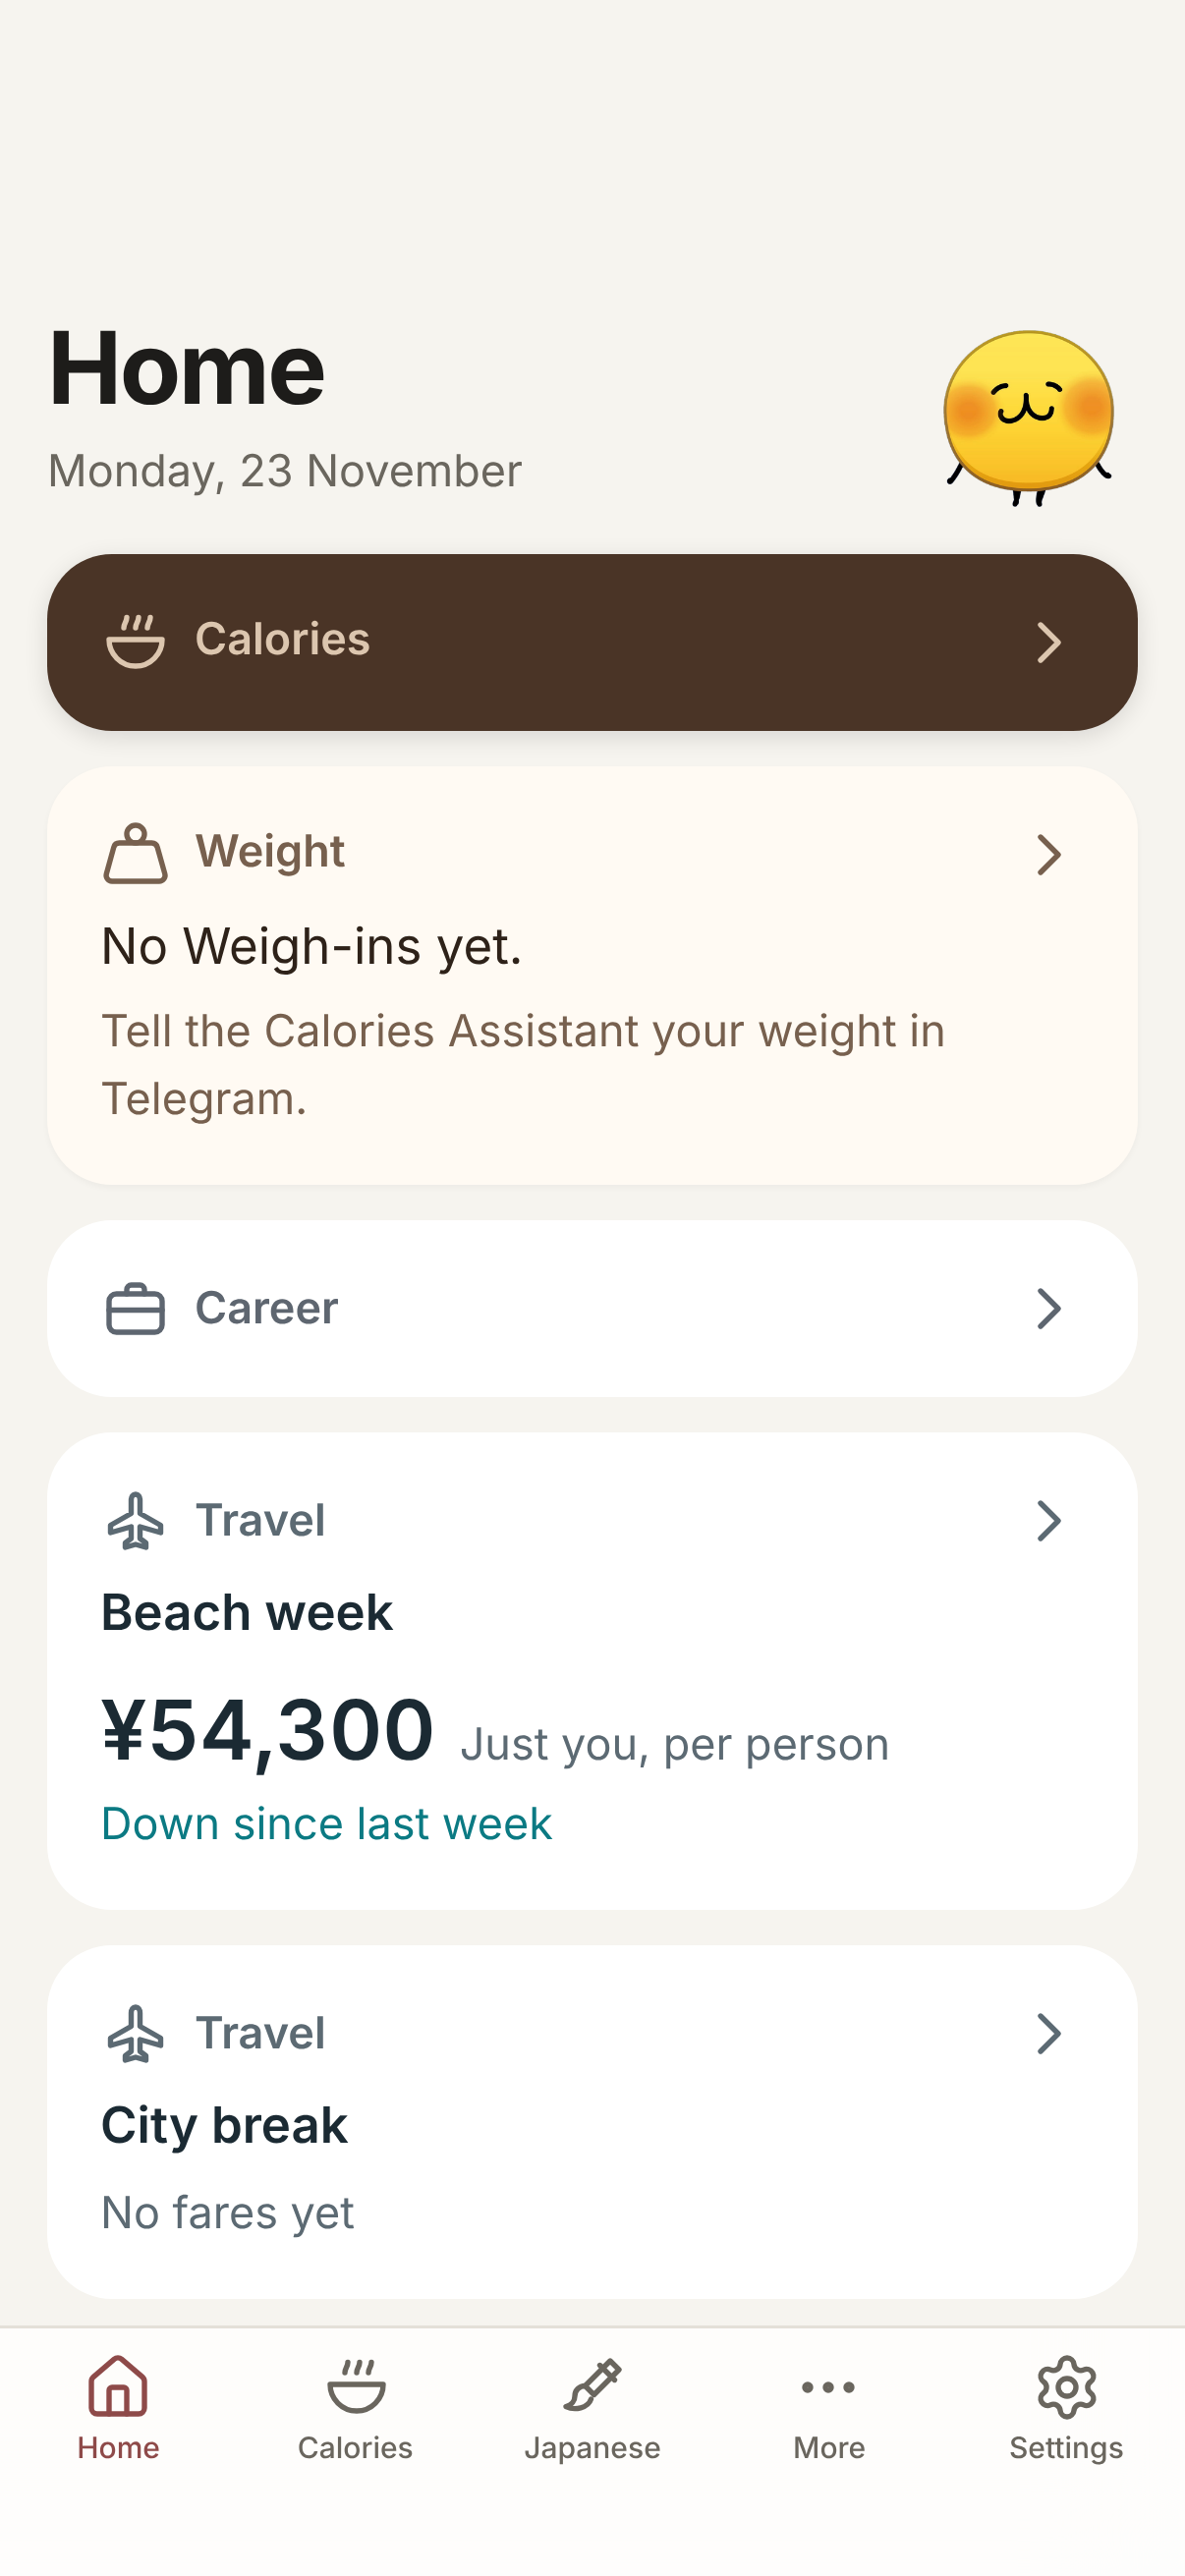 Home
Monday, 23 November
Calories
Weight
No Weigh-ins yet.
Tell the Calories Assistant your weight in
Telegram.
Career
Travel
Beach week
¥54,300 Just you, per person
Down since last week
Travel
City break
No fares yet
Home Calories Japanese More Settings